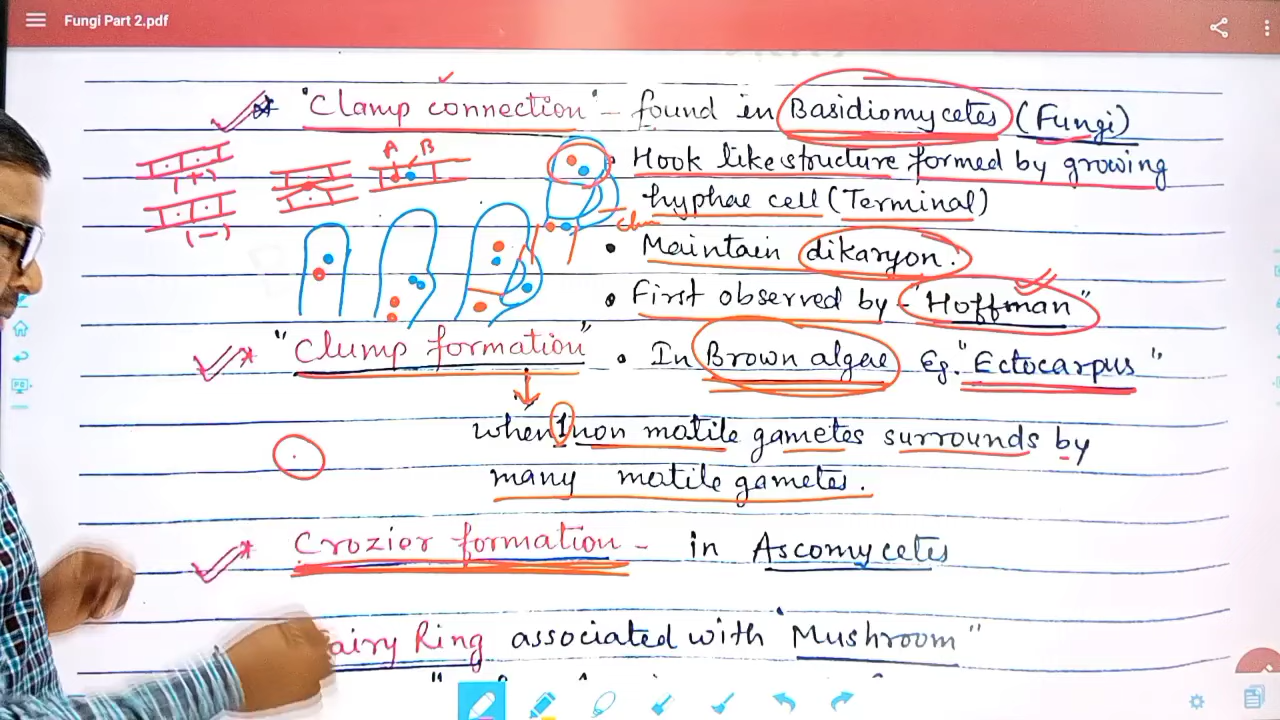 Fungi Part 2.pdf
"Clamp connection" - found in Basidiomycetes (Fungi)
A B
• Hook like structure formed by growing
(+)
hyphae cell (Terminal)
(-)
• Maintain dikaryon.
• First observed by - "Hoffman"
"Clump formation" • In Brown algae Eg. "Ectocarpus"
when 1 non motile gametes surrounds by
many motile gametes.
Crozier formation - in Ascomycetes
airy Ring associated with "Mushroom"